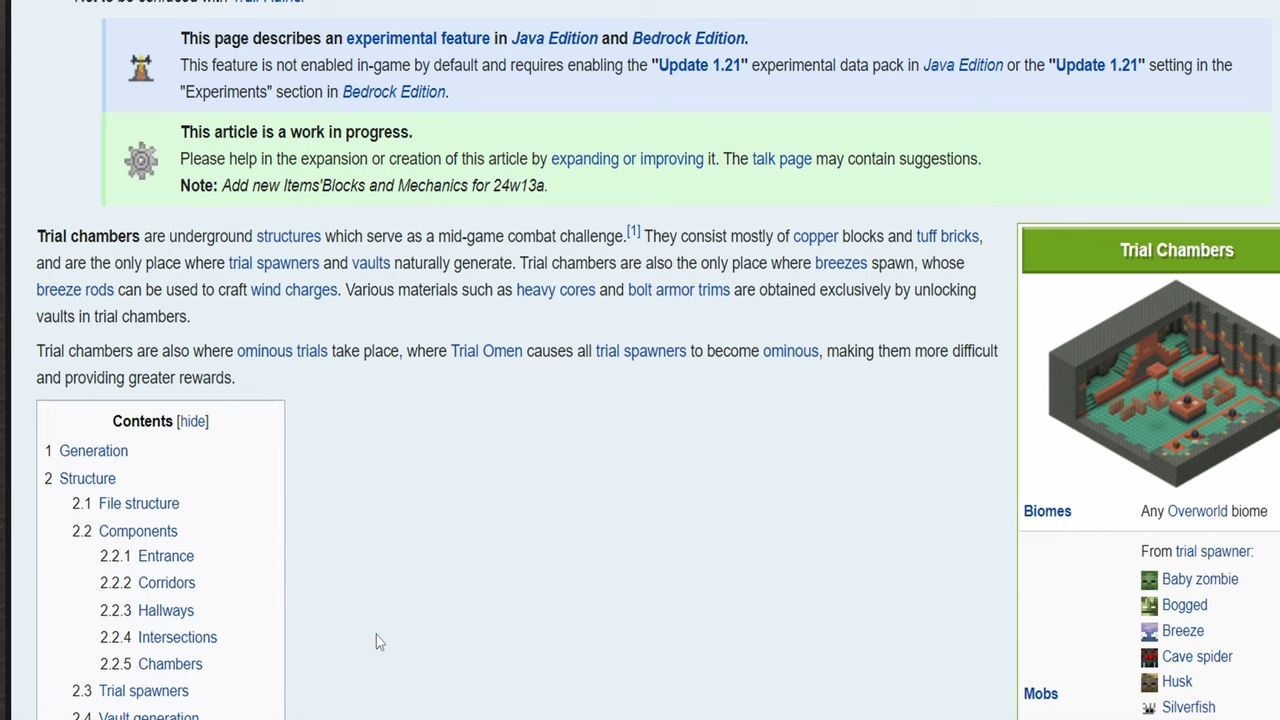 Not to be confused with Trail Ruins.
This page describes an experimental feature in Java Edition and Bedrock Edition.
This feature is not enabled in-game by default and requires enabling the "Update 1.21" experimental data pack in Java Edition or the "Update 1.21" setting in the
"Experiments" section in Bedrock Edition.
This article is a work in progress.
Please help in the expansion or creation of this article by expanding or improving it. The talk page may contain suggestions.
Note: Add new Items'Blocks and Mechanics for 24w13a.
Trial chambers are underground structures which serve as a mid-game combat challenge.[1] They consist mostly of copper blocks and tuff bricks,
and are the only place where trial spawners and vaults naturally generate. Trial chambers are also the only place where breezes spawn, whose
breeze rods can be used to craft wind charges. Various materials such as heavy cores and bolt armor trims are obtained exclusively by unlocking
vaults in trial chambers.
Trial chambers are also where ominous trials take place, where Trial Omen causes all trial spawners to become ominous, making them more difficult
and providing greater rewards.
Contents [hide]
1 Generation
2 Structure
2.1 File structure
2.2 Components
2.2.1 Entrance
2.2.2 Corridors
2.2.3 Hallways
2.2.4 Intersections
2.2.5 Chambers
2.3 Trial spawners
2.4 Vault generation
Trial Chambers
Biomes Any Overworld biome
From trial spawner:
Baby zombie
Bogged
Breeze
Cave spider
Husk
Mobs
Silverfish